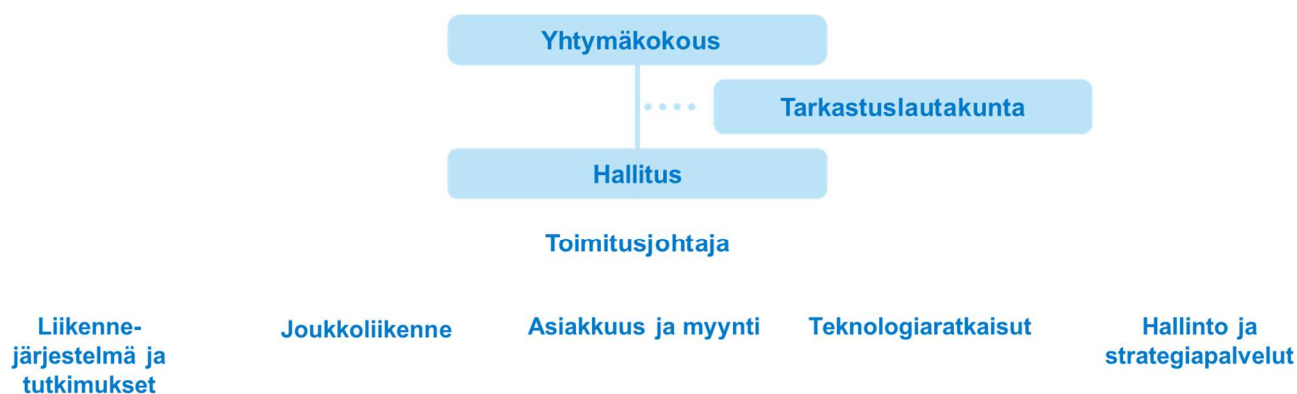 Yhtymäkokous
Tarkastuslautakunta
Hallitus
Toimitusjohtaja
Liikenne-
järjestelmä ja
tutkimukset
Joukkoliikenne
Asiakkuus ja myynti
Teknologiaratkaisut
Hallinto ja
strategiapalvelut